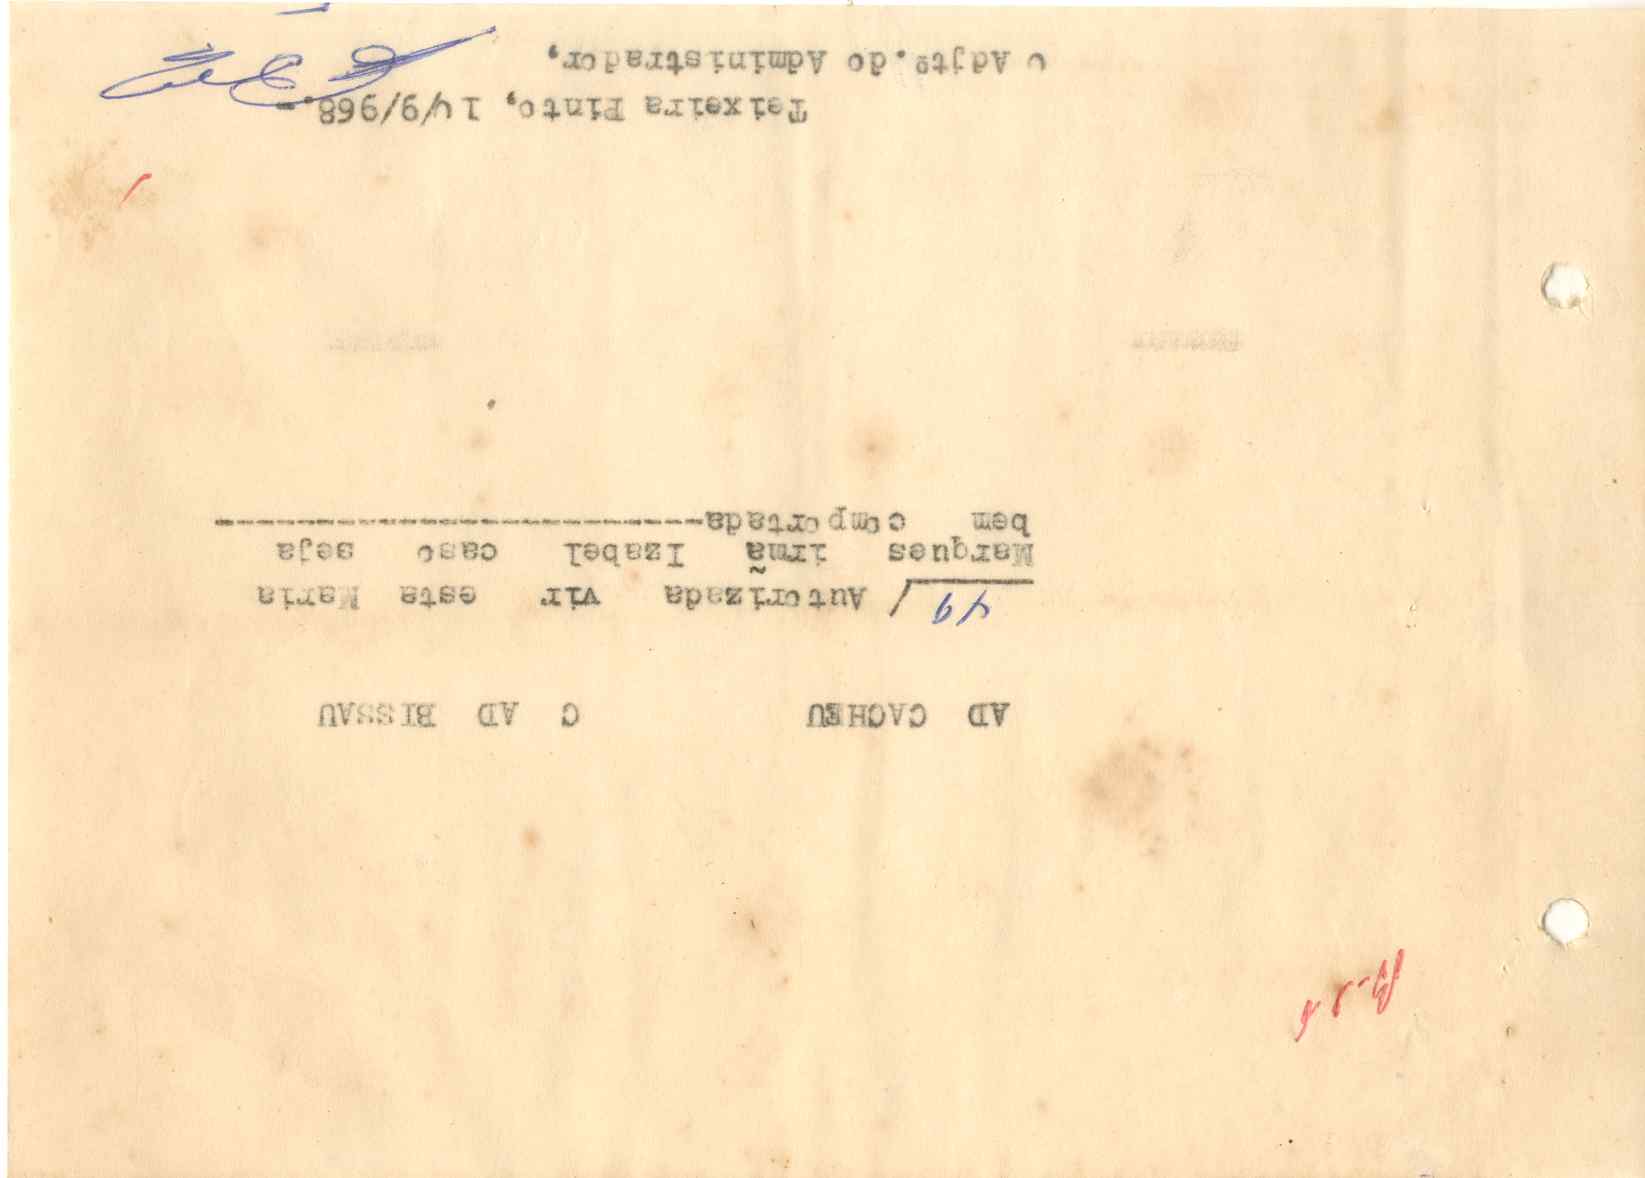 AD CACHEU C AD BISSAU
49/ Autorizada vir esta Maria
Marques irmã Izabel caso seja
bem comportada---------------------------
Teixeira Pinto, 14/9/968.-
O Adjtº. do Administrador,